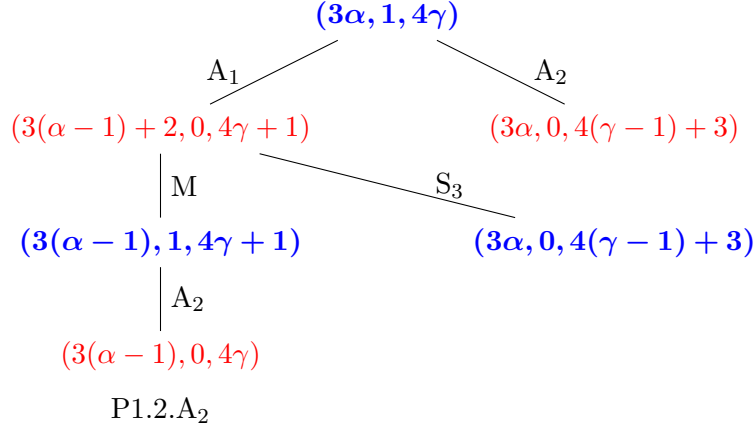 (3α, 1, 4γ)
A₁ A₂
(3(α − 1) + 2, 0, 4γ + 1) (3α, 0, 4(γ − 1) + 3)
M S₃
(3(α − 1), 1, 4γ + 1) (3α, 0, 4(γ − 1) + 3)
A₂
(3(α − 1), 0, 4γ)
P1.2.A₂